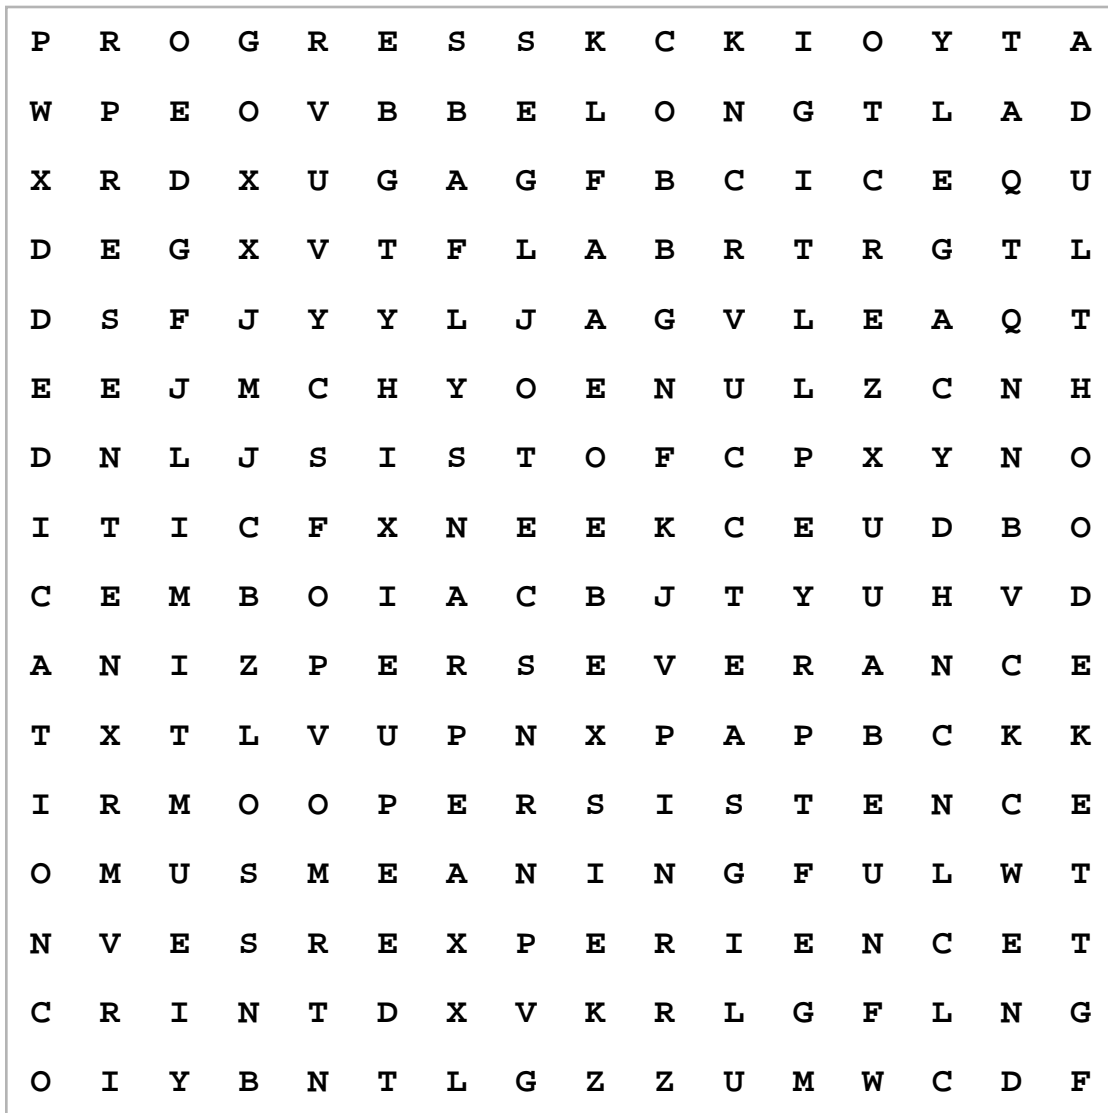 P R O G R E S S K C K I O Y T A
W P E O V B B E L O N G T L A D
X R D X U G A G F B C I C E Q U
D E G X V T F L A B R T R G T L
D S F J Y Y L J A G V L E A Q T
E E J M C H Y O E N U L Z C N H
D N L J S I S T O F C P X Y N O
I T I C F X N E E K C E U D B O
C E M B O I A C B J T Y U H V D
A N I Z P E R S E V E R A N C E
T X T L V U P N X P A P B C K K
I R M O O P E R S I S T E N C E
O M U S M E A N I N G F U L W T
N V E S R E X P E R I E N C E T
C R I N T D X V K R L G F L N G
O I Y B N T L G Z Z U M W C D F